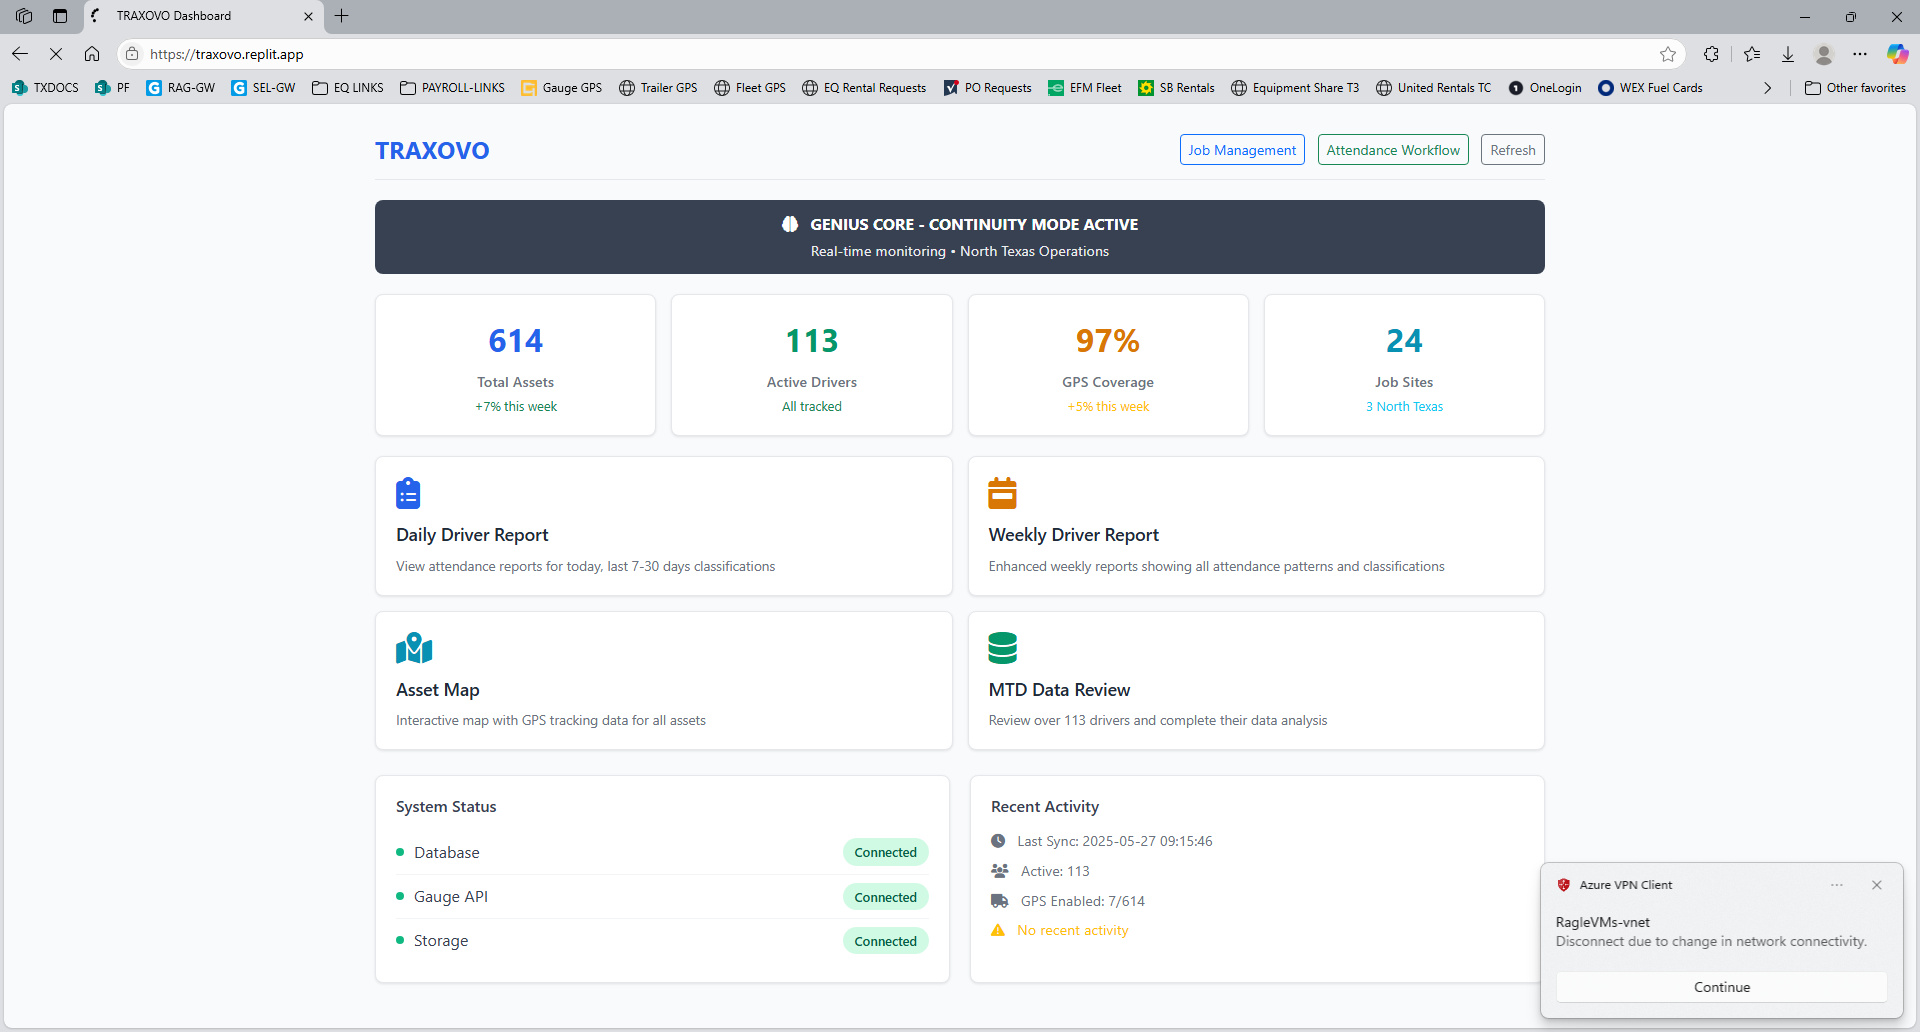 TRAXOVO Dashboard
https://traxovo.replit.app
TXDOCS PF RAG-GW SEL-GW EQ LINKS PAYROLL-LINKS Gauge GPS Trailer GPS Fleet GPS EQ Rental Requests PO Requests EFM Fleet SB Rentals Equipment Share T3 United Rentals TC OneLogin WEX Fuel Cards Other favorites
TRAXOVO
Job Management Attendance Workflow Refresh
GENIUS CORE - CONTINUITY MODE ACTIVE
Real-time monitoring • North Texas Operations
614
Total Assets
+7% this week
113
Active Drivers
All tracked
97%
GPS Coverage
+5% this week
24
Job Sites
3 North Texas
Daily Driver Report
View attendance reports for today, last 7-30 days classifications
Weekly Driver Report
Enhanced weekly reports showing all attendance patterns and classifications
Asset Map
Interactive map with GPS tracking data for all assets
MTD Data Review
Review over 113 drivers and complete their data analysis
System Status
Database Connected
Gauge API Connected
Storage Connected
Recent Activity
Last Sync: 2025-05-27 09:15:46
Active: 113
GPS Enabled: 7/614
No recent activity
Azure VPN Client
RagleVMs-vnet
Disconnect due to change in network connectivity.
Continue